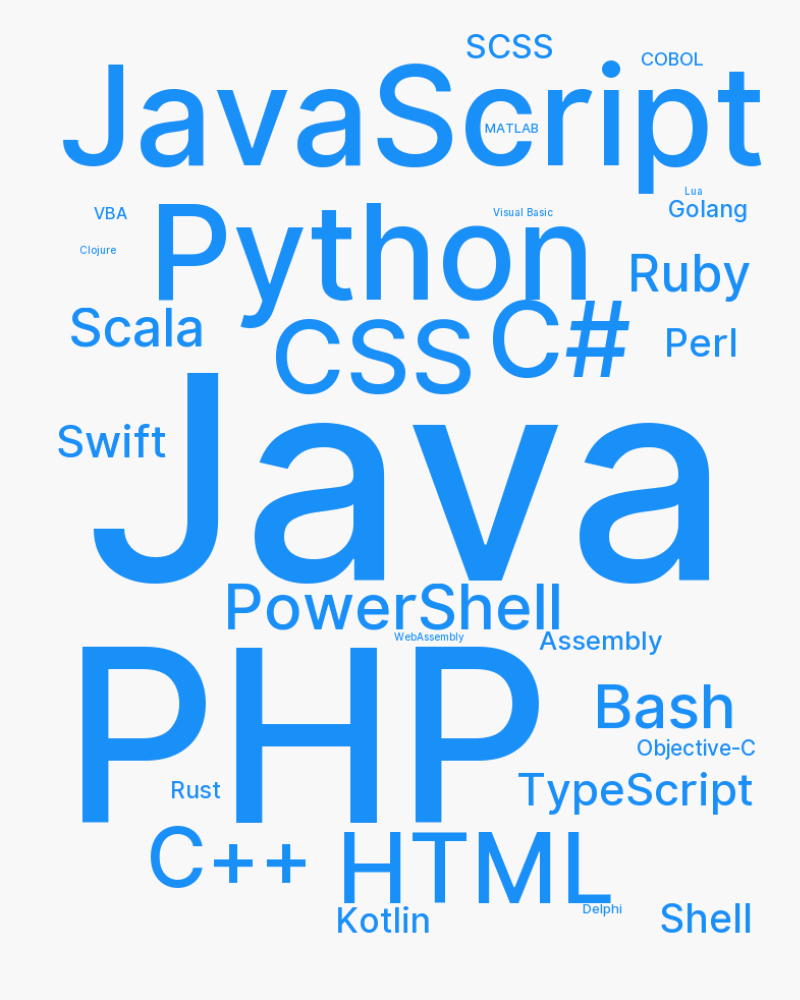 SCSS
COBOL
JavaScript
MATLAB
Lua
VBA
Python
Visual Basic
Golang
Clojure
Ruby
Scala
CSS
C#
Perl
Swift
Java
PowerShell
WebAssembly
Assembly
PHP
Bash
Objective-C
Rust
TypeScript
C++
HTML
Delphi
Kotlin
Shell